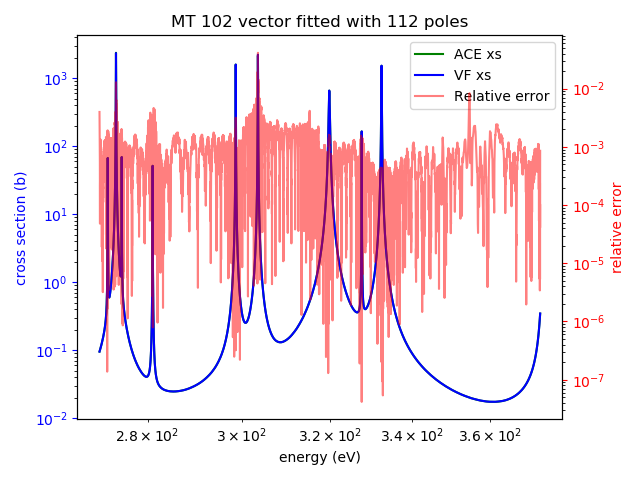 MT 102 vector fitted with 112 poles
ACE xs
VF xs
Relative error
cross section (b)
10³
10²
10¹
10⁰
10⁻¹
10⁻²
relative error
10⁻²
10⁻³
10⁻⁴
10⁻⁵
10⁻⁶
10⁻⁷
2.8 × 10² 3 × 10² 3.2 × 10² 3.4 × 10² 3.6 × 10²
energy (eV)